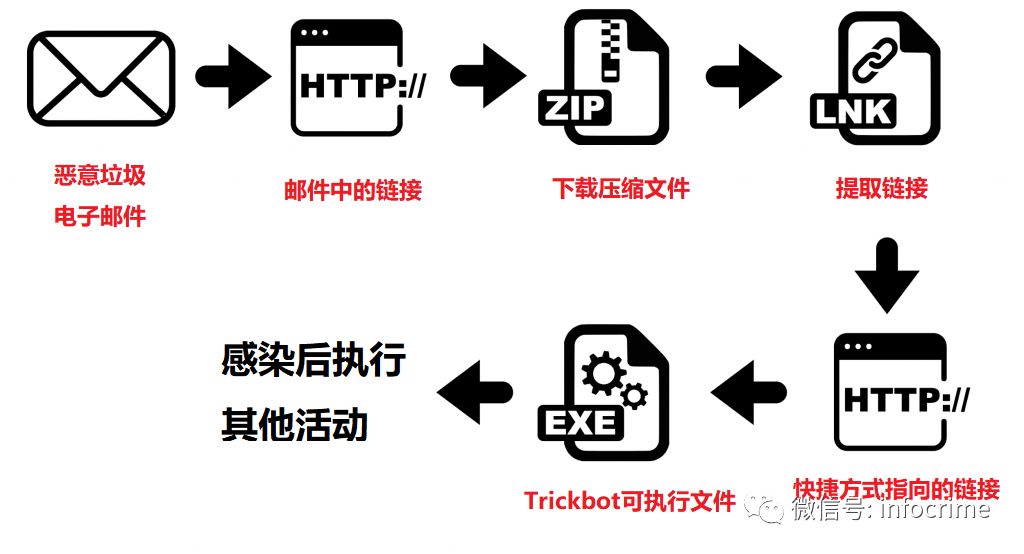 HTTP://
ZIP
LNK
恶意垃圾
电子邮件
邮件中的链接
下载压缩文件
提取链接
感染后执行
其他活动
EXE
HTTP://
Trickbot可执行文件
快捷方式指向的链接
微信号: infocrime